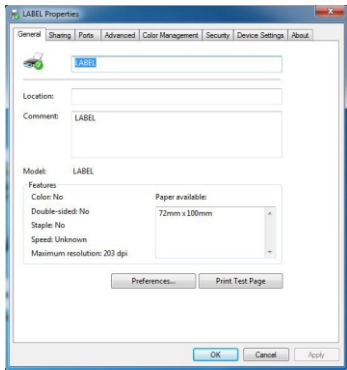 LABEL Properties
General Sharing Ports Advanced Color Management Security Device Settings About
LABEL
Location:
Comment: LABEL
Model: LABEL
Features
Color: No
Double-sided: No
Staple: No
Speed: Unknown
Maximum resolution: 203 dpi
Paper available:
72mm x 100mm
Preferences... Print Test Page
OK Cancel Apply